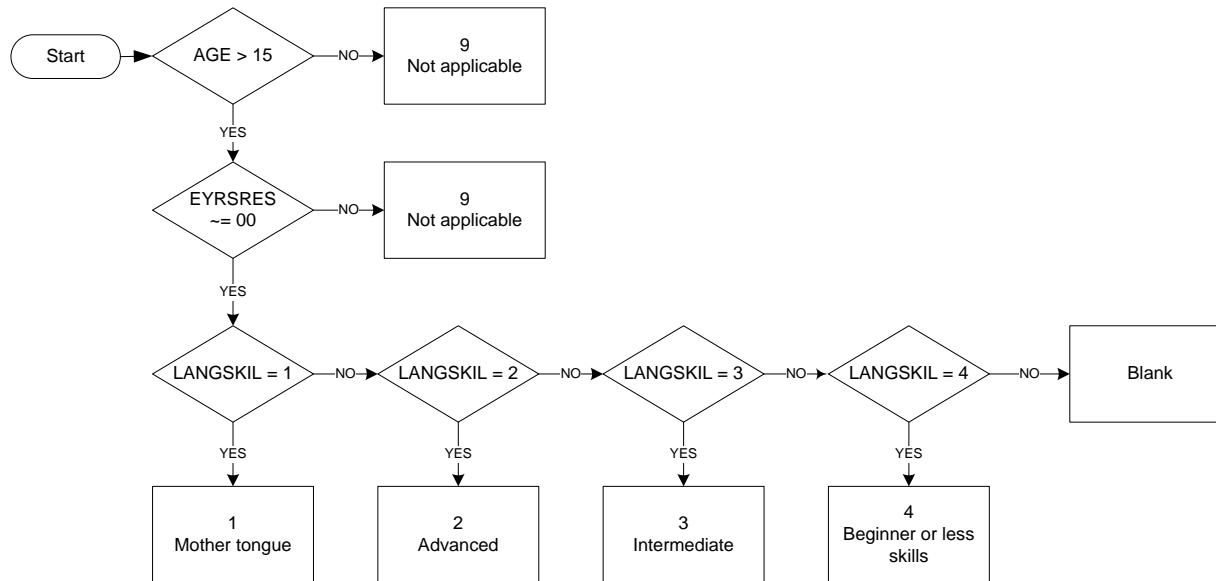 Start
AGE > 15
NO
9
Not applicable
YES
EYRSRES
~= 00
NO
9
Not applicable
YES
LANGSKIL = 1
NO
LANGSKIL = 2
NO
LANGSKIL = 3
NO
LANGSKIL = 4
NO
Blank
YES
YES
YES
YES
1
Mother tongue
2
Advanced
3
Intermediate
4
Beginner or less
skills